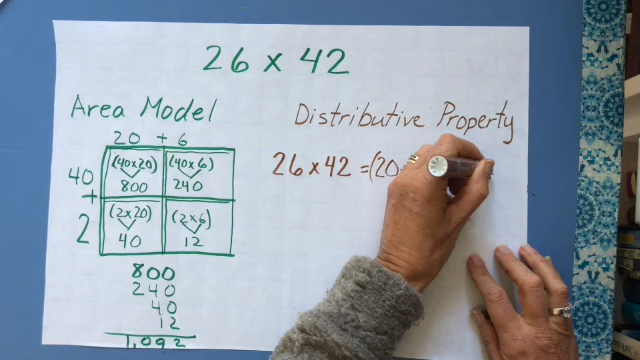 26 x 42
Area Model
20 + 6
40 + 2
(40x20) (40x6)
800 240
(2x20) (2x6)
40 12
800
240
40
12
1,092
Distributive Property
26 x 42 = (20